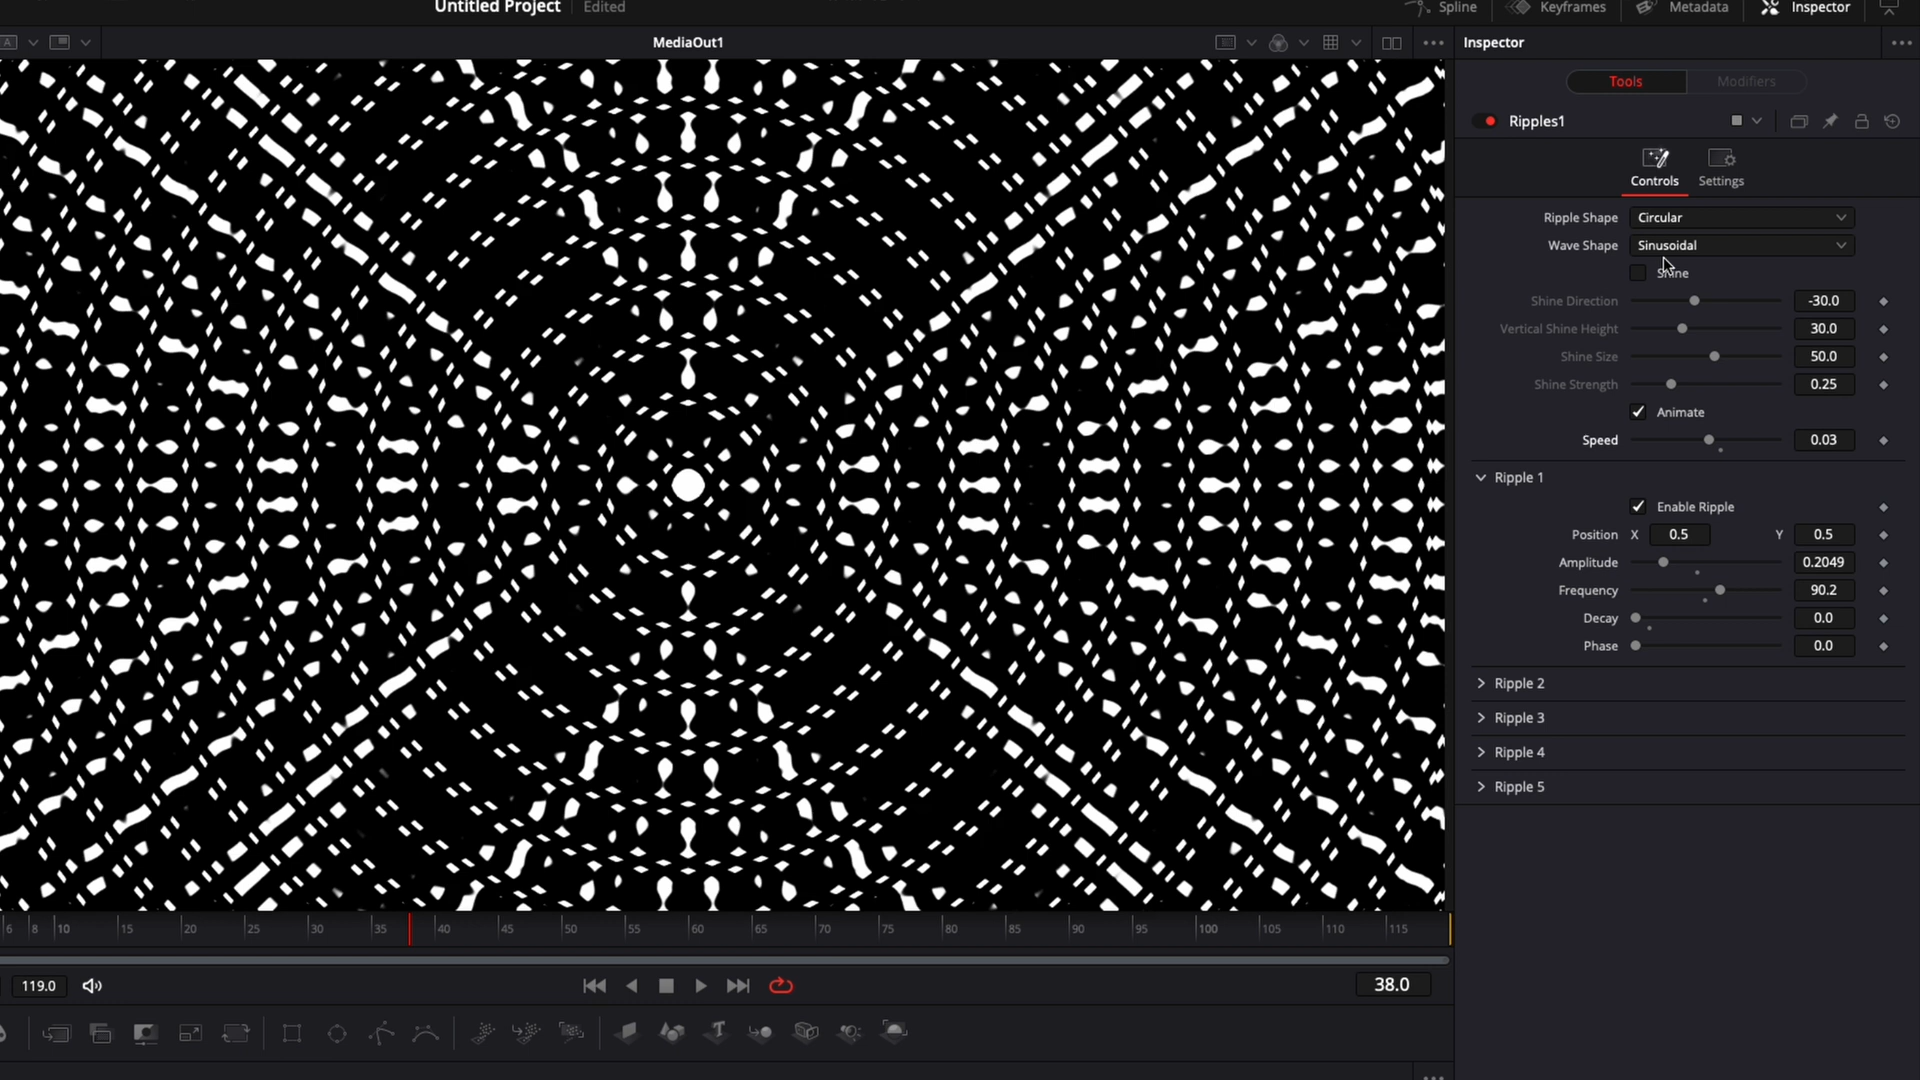 Untitled Project Edited
Spline Keyframes Metadata Inspector
A MediaOut1 Inspector
Tools Modifiers
Ripples1
Controls Settings
Ripple Shape Circular
Wave Shape Sinusoidal
Shine
Shine Direction -30.0
Vertical Shine Height 30.0
Shine Size 50.0
Shine Strength 0.25
Animate
Speed 0.03
Ripple 1
Enable Ripple
Position X 0.5 Y 0.5
Amplitude 0.2049
Frequency 90.2
Decay 0.0
Phase 0.0
Ripple 2
Ripple 3
Ripple 4
Ripple 5
6 8 10 15 20 25 30 35 40 45 50 55 60 65 70 75 80 85 90 95 100 105 110 115
119.0 38.0
T